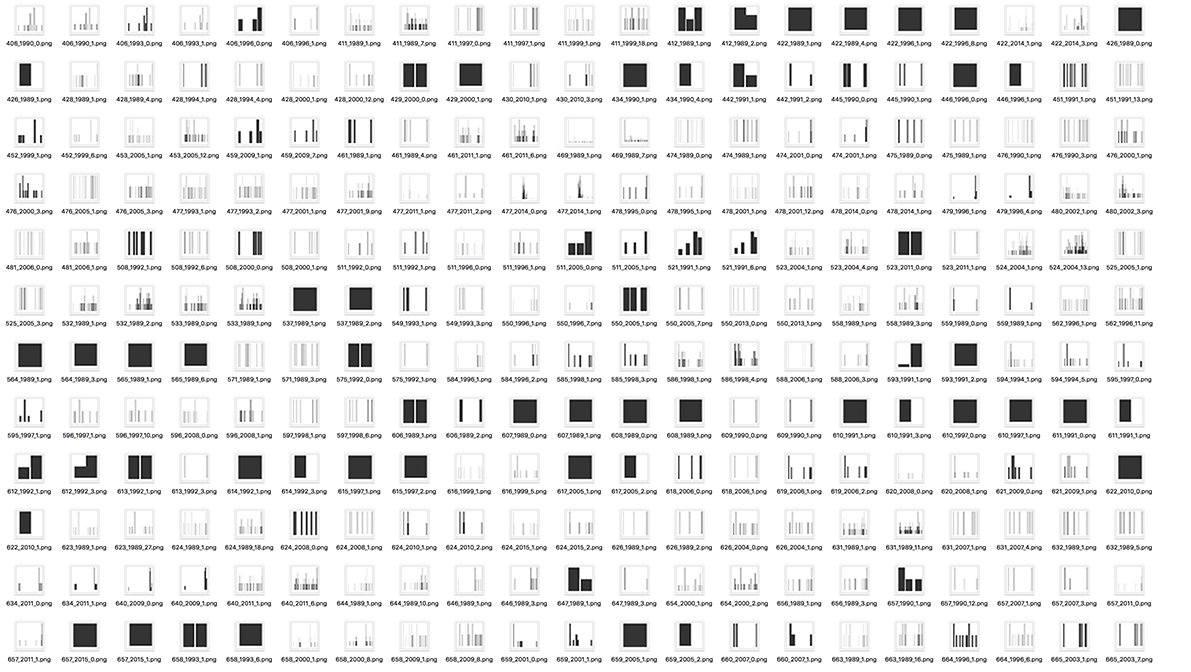 406_1990_0.png 406_1990_1.png 406_1993_0.png 406_1993_1.png 406_1996_0.png 406_1996_1.png 411_1989_1.png 411_1989_7.png 411_1997_0.png 411_1997_1.png 411_1999_1.png 411_1999_18.png 412_1989_1.png 412_1989_2.png 422_1989_1.png 422_1989_4.png 422_1996_1.png 422_1996_8.png 422_2014_1.png 422_2014_3.png 426_1989_0.png
426_1989_1.png 428_1989_1.png 428_1989_4.png 428_1994_1.png 428_1994_4.png 428_2000_1.png 428_2000_12.png 429_2000_0.png 429_2000_1.png 430_2010_1.png 430_2010_3.png 434_1990_1.png 434_1990_4.png 442_1991_1.png 442_1991_2.png 445_1990_0.png 445_1990_1.png 446_1996_0.png 446_1996_1.png 451_1991_1.png 451_1991_13.png
452_1999_1.png 452_1999_6.png 453_2005_1.png 453_2005_12.png 459_2009_1.png 459_2009_7.png 461_1989_1.png 461_1989_4.png 461_2011_1.png 461_2011_6.png 469_1989_1.png 469_1989_7.png 474_1989_0.png 474_1989_1.png 474_2001_0.png 474_2001_1.png 475_1989_0.png 475_1989_1.png 476_1990_1.png 476_1990_3.png 476_2000_1.png
476_2000_3.png 476_2005_1.png 476_2005_3.png 477_1993_1.png 477_1993_2.png 477_2001_1.png 477_2001_9.png 477_2011_1.png 477_2011_2.png 477_2014_0.png 477_2014_1.png 478_1995_0.png 478_1995_1.png 478_2001_1.png 478_2001_12.png 478_2014_0.png 478_2014_1.png 479_1996_1.png 479_1996_4.png 480_2002_1.png 480_2002_3.png
481_2006_0.png 481_2006_1.png 508_1992_1.png 508_1992_6.png 508_2000_0.png 508_2000_1.png 511_1992_0.png 511_1992_1.png 511_1996_0.png 511_1996_1.png 511_2005_0.png 511_2005_1.png 521_1991_1.png 521_1991_6.png 523_2004_1.png 523_2004_4.png 523_2011_0.png 523_2011_1.png 524_2004_1.png 524_2004_13.png 525_2005_1.png
525_2005_3.png 532_1989_1.png 532_1989_2.png 533_1989_0.png 533_1989_1.png 537_1989_1.png 537_1989_2.png 549_1993_1.png 549_1993_3.png 550_1996_1.png 550_1996_7.png 550_2005_1.png 550_2005_7.png 550_2013_0.png 550_2013_1.png 558_1989_1.png 558_1989_3.png 559_1989_0.png 559_1989_1.png 562_1996_1.png 562_1996_11.png
564_1989_1.png 564_1989_3.png 565_1989_1.png 565_1989_6.png 571_1989_1.png 571_1989_3.png 575_1992_0.png 575_1992_1.png 584_1996_1.png 584_1996_2.png 585_1998_1.png 585_1998_3.png 586_1998_1.png 586_1998_4.png 588_2006_1.png 588_2006_3.png 593_1991_1.png 593_1991_2.png 594_1994_1.png 594_1994_5.png 595_1997_0.png
595_1997_1.png 596_1997_1.png 596_1997_10.png 596_2008_0.png 596_2008_1.png 597_1998_1.png 597_1998_6.png 606_1989_1.png 606_1989_2.png 607_1989_0.png 607_1989_1.png 608_1989_0.png 608_1989_1.png 609_1990_0.png 609_1990_1.png 610_1991_1.png 610_1991_3.png 610_1997_0.png 610_1997_1.png 611_1991_0.png 611_1991_1.png
612_1992_1.png 612_1992_3.png 613_1992_1.png 613_1992_3.png 614_1992_1.png 614_1992_3.png 615_1997_1.png 615_1997_2.png 616_1999_1.png 616_1999_5.png 617_2005_1.png 617_2005_2.png 618_2006_0.png 618_2006_1.png 619_2006_1.png 619_2006_2.png 620_2008_0.png 620_2008_1.png 621_2009_0.png 621_2009_1.png 622_2010_0.png
622_2010_1.png 623_1989_1.png 623_1989_27.png 624_1989_1.png 624_1989_18.png 624_2008_0.png 624_2008_1.png 624_2010_1.png 624_2010_2.png 624_2015_1.png 624_2015_2.png 626_1989_1.png 626_1989_2.png 626_2004_0.png 626_2004_1.png 631_1989_1.png 631_1989_11.png 631_2007_1.png 631_2007_4.png 632_1989_1.png 632_1989_5.png
634_2011_0.png 634_2011_1.png 640_2009_0.png 640_2009_1.png 640_2011_1.png 640_2011_6.png 644_1989_1.png 644_1989_10.png 646_1989_1.png 646_1989_3.png 647_1989_1.png 647_1989_3.png 654_2000_1.png 654_2000_2.png 656_1989_1.png 656_1989_3.png 657_1990_1.png 657_1990_12.png 657_2007_1.png 657_2007_3.png 657_2011_0.png
657_2011_1.png 657_2015_0.png 657_2015_1.png 658_1993_1.png 658_1993_6.png 658_2000_1.png 658_2000_8.png 658_2009_1.png 658_2009_8.png 659_2001_0.png 659_2001_1.png 659_2005_1.png 659_2005_2.png 660_2007_0.png 660_2007_1.png 663_1989_1.png 663_1989_16.png 664_1996_1.png 664_1996_6.png 665_2003_1.png 665_2003_7.png